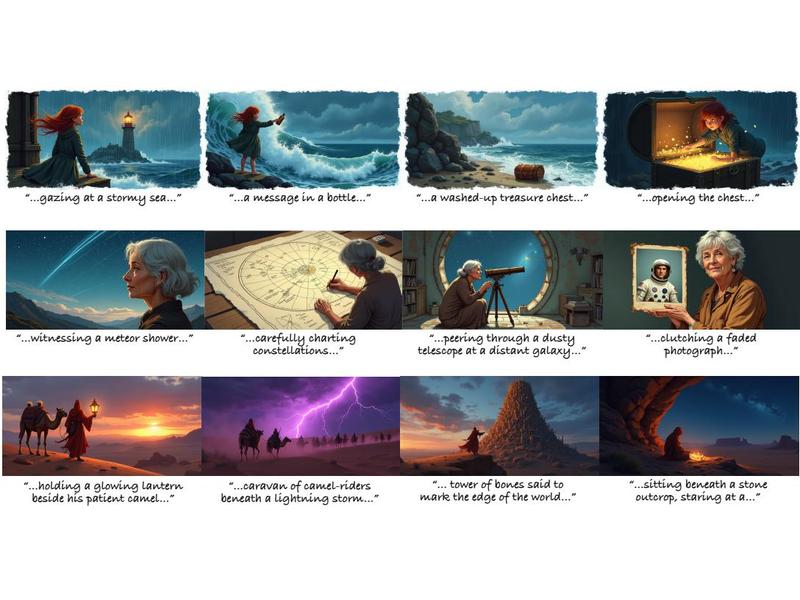 "...gazing at a stormy sea..."
"...a message in a bottle..."
"...a washed-up treasure chest..."
"...opening the chest..."
"...witnessing a meteor shower..."
"...carefully charting
constellations..."
"...peering through a dusty
telescope at a distant galaxy..."
"...clutching a faded
photograph..."
"...holding a glowing lantern
beside his patient camel..."
"...caravan of camel-riders
beneath a lightning storm..."
"... tower of bones said to
mark the edge of the world..."
"...sitting beneath a stone
outcrop, staring at a..."